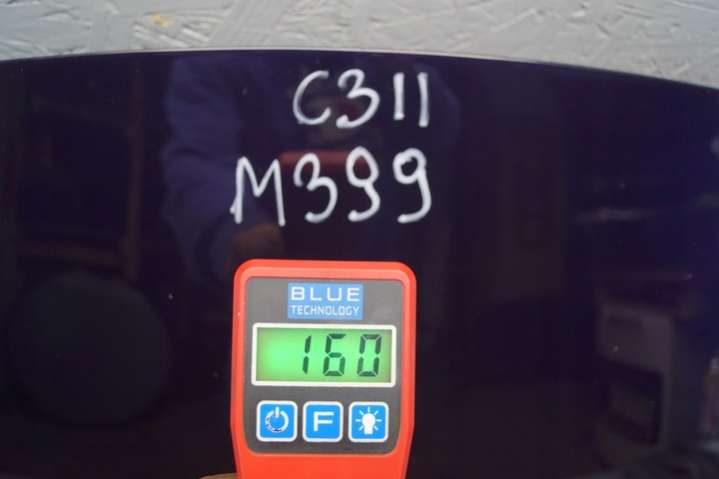 C311
M399
BLUE
TECHNOLOGY
160
F